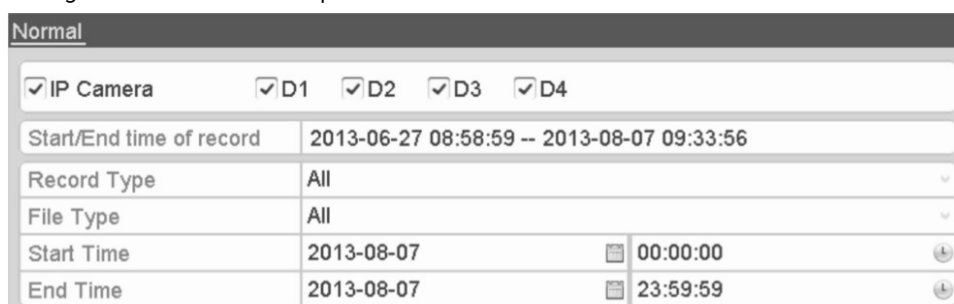 Normal
IP Camera D1 D2 D3 D4
Start/End time of record 2013-06-27 08:58:59 -- 2013-08-07 09:33:56
Record Type All
File Type All
Start Time 2013-08-07 00:00:00
End Time 2013-08-07 23:59:59